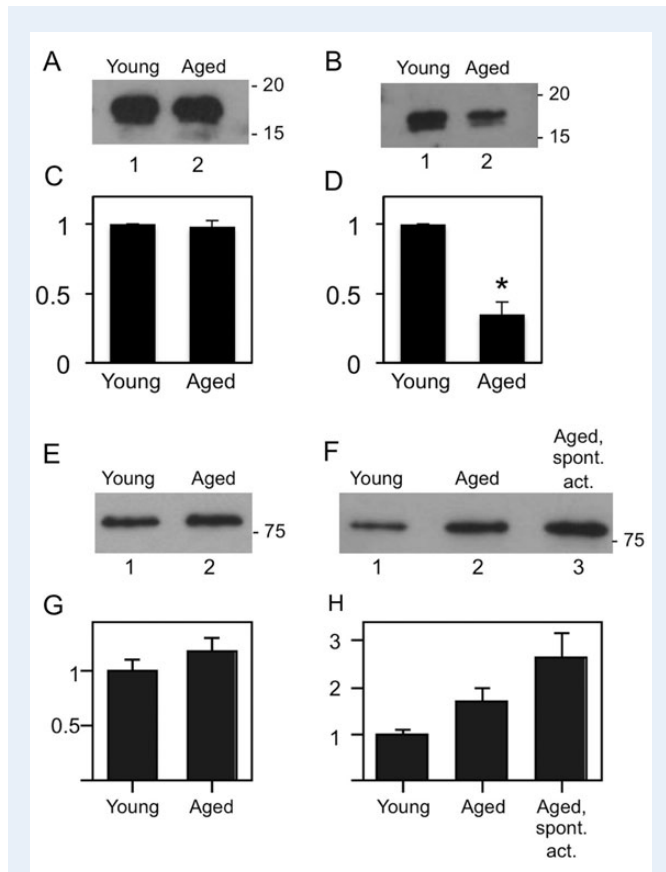 A
Young Aged
- 20
- 15
1 2
B
Young Aged
- 20
- 15
1 2
C
1
0.5
0
Young Aged
D
1
0.5
0
*
Young Aged
E
Young Aged
- 75
1 2
F
Young Aged Aged,
spont.
act.
- 75
1 2 3
G
1
0.5
Young Aged
H
3
2
1
Young Aged Aged,
spont.
act.